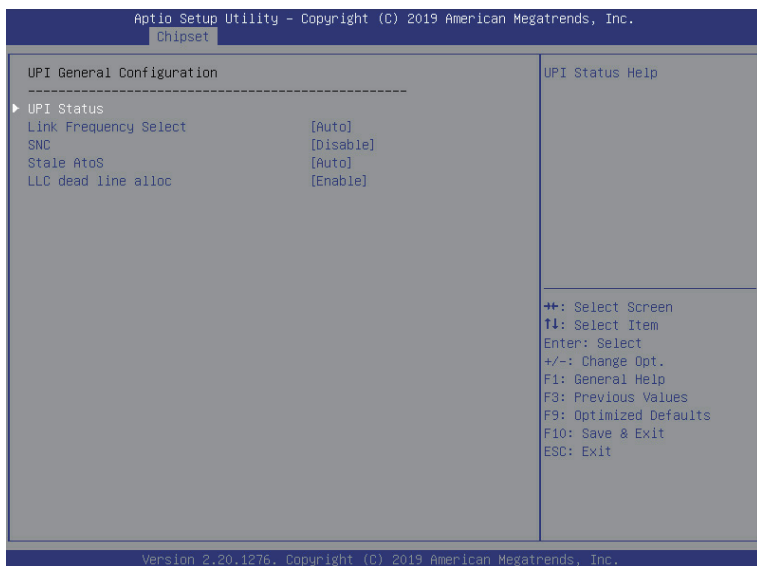 Aptio Setup Utility – Copyright (C) 2019 American Megatrends, Inc.
Chipset
UPI General Configuration
------------------------------------------------
UPI Status
Link Frequency Select [Auto]
SNC [Disable]
Stale AtoS [Auto]
LLC dead line alloc [Enable]
UPI Status Help
→←: Select Screen
↑↓: Select Item
Enter: Select
+/-: Change Opt.
F1: General Help
F3: Previous Values
F9: Optimized Defaults
F10: Save & Exit
ESC: Exit
Version 2.20.1276. Copyright (C) 2019 American Megatrends, Inc.